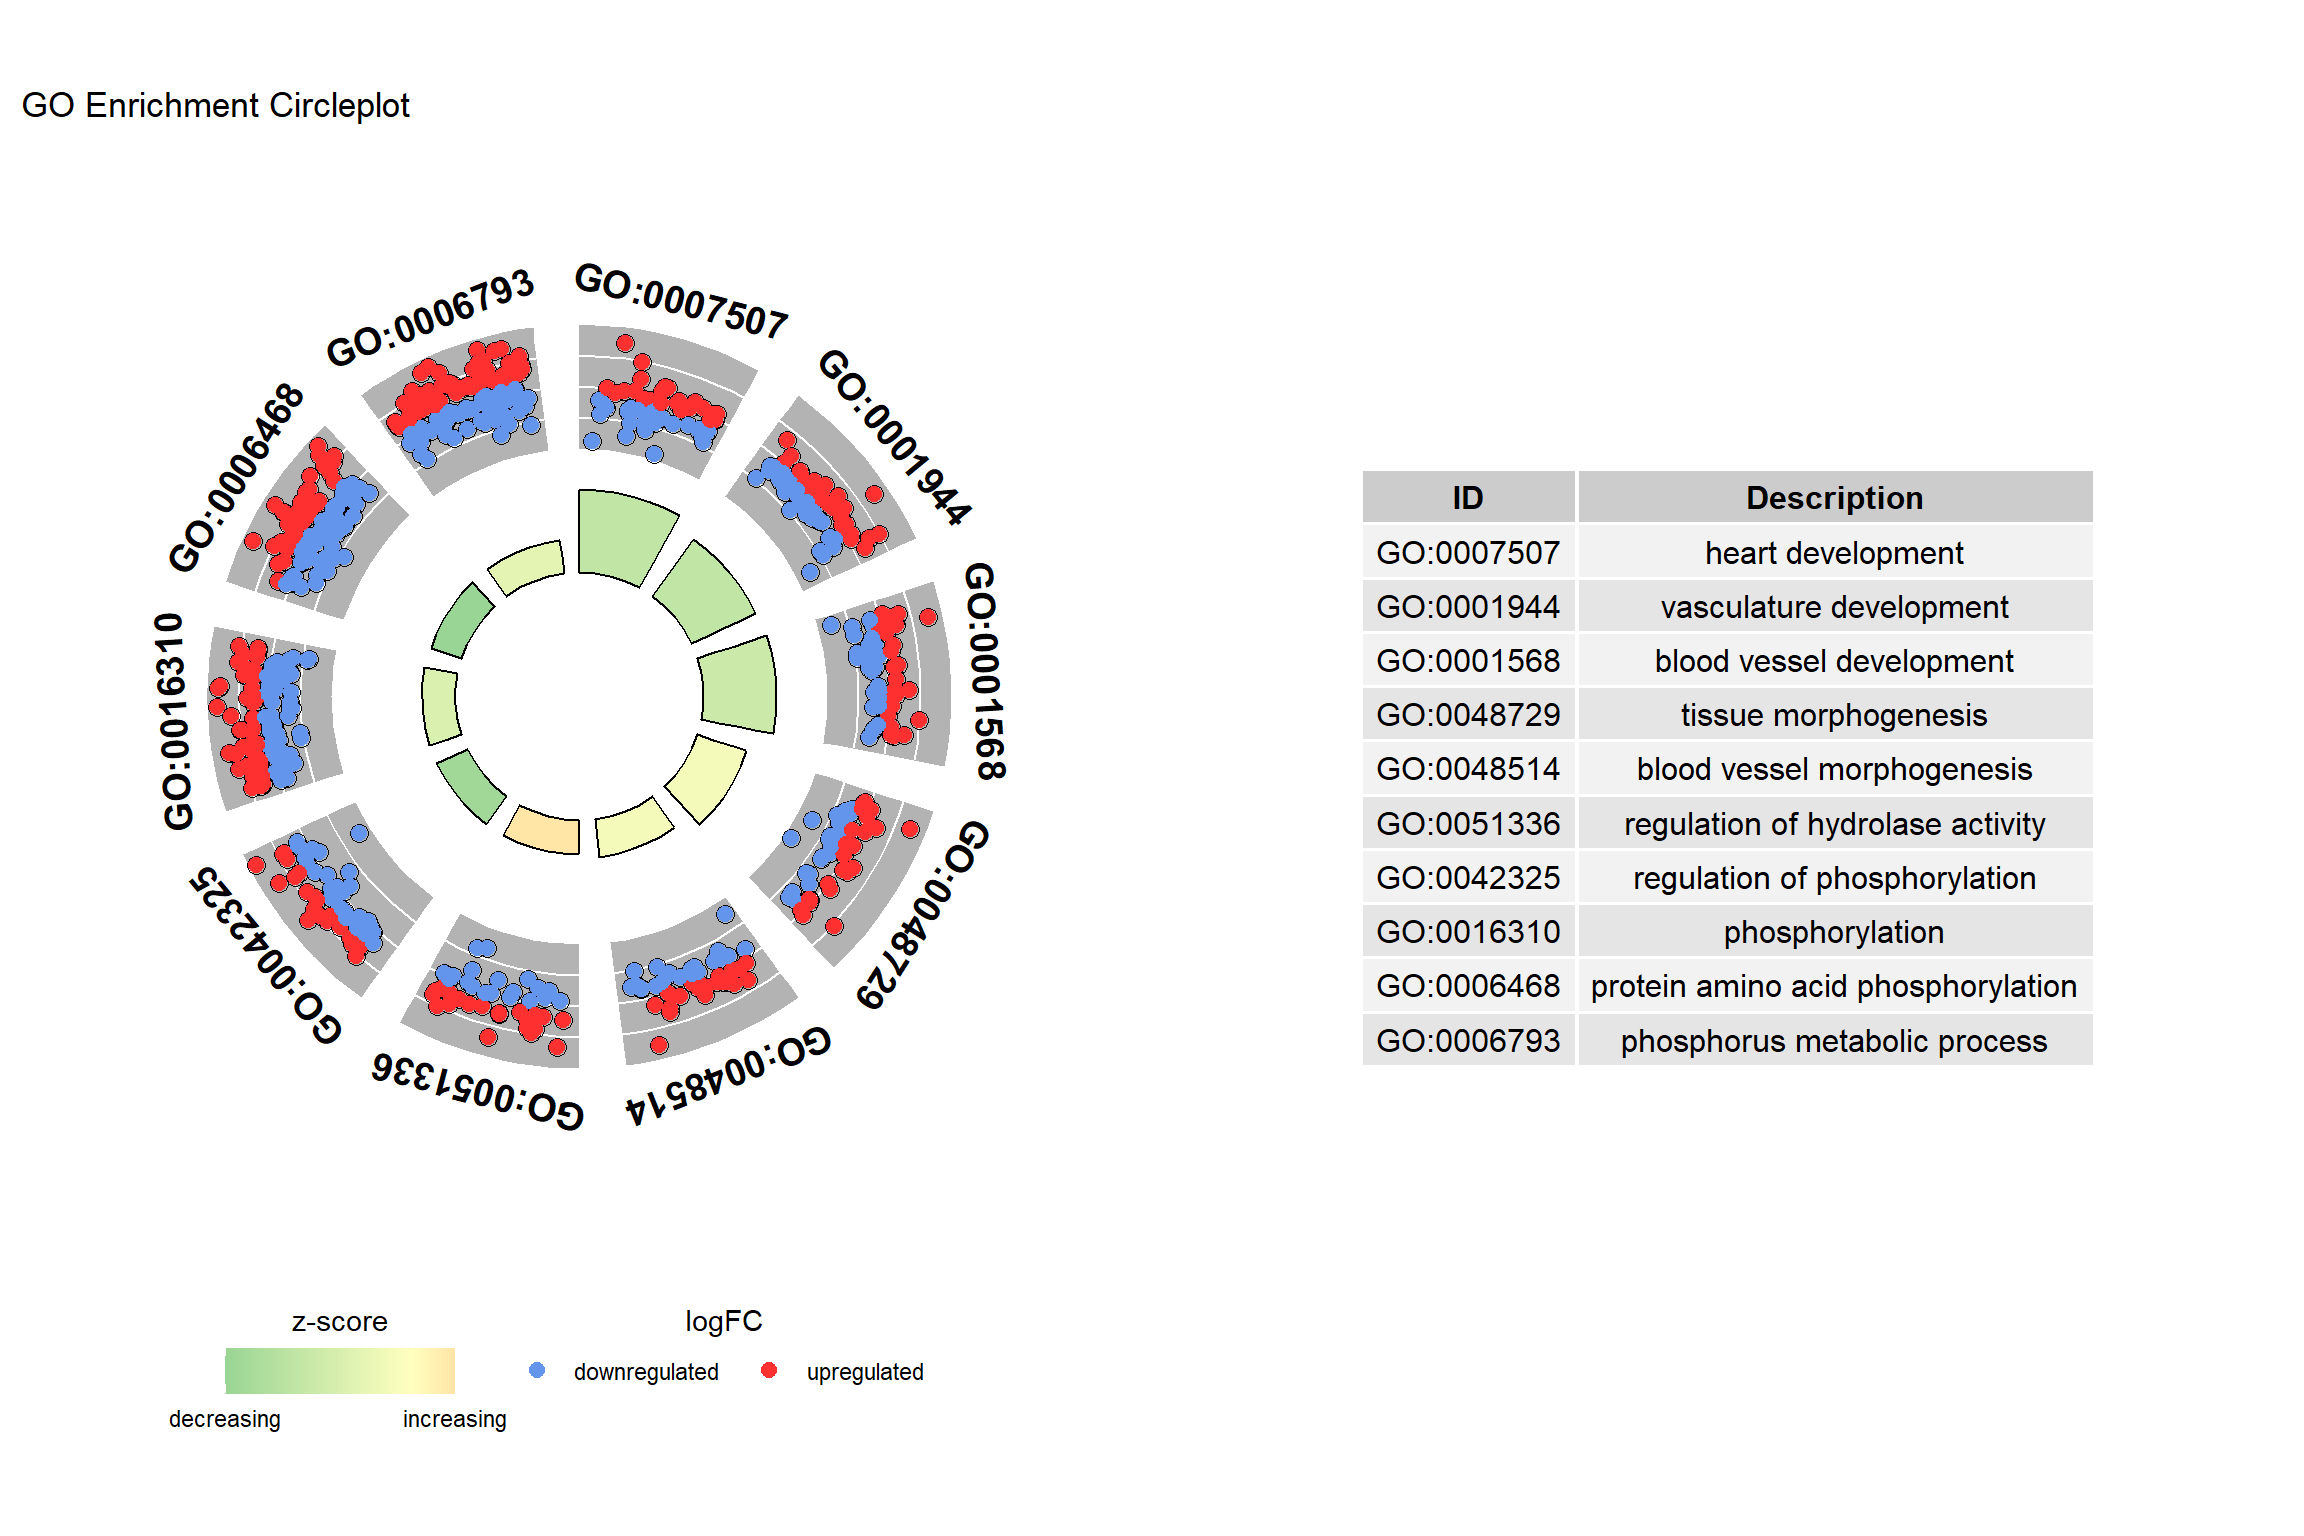 GO Enrichment Circleplot
GO:0006793
GO:0007507
GO:0001944
GO:0001568
GO:0048729
GO:0048514
GO:0051336
GO:0042325
GO:0016310
GO:0006468
ID Description
GO:0007507 heart development
GO:0001944 vasculature development
GO:0001568 blood vessel development
GO:0048729 tissue morphogenesis
GO:0048514 blood vessel morphogenesis
GO:0051336 regulation of hydrolase activity
GO:0042325 regulation of phosphorylation
GO:0016310 phosphorylation
GO:0006468 protein amino acid phosphorylation
GO:0006793 phosphorus metabolic process
z-score
decreasing increasing
logFC
downregulated upregulated